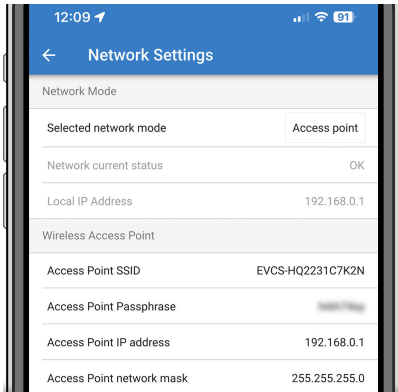 12:09 91
Network Settings
Network Mode
Selected network mode Access point
Network current status OK
Local IP Address 192.168.0.1
Wireless Access Point
Access Point SSID EVCS-HQ2231C7K2N
Access Point Passphrase
Access Point IP address 192.168.0.1
Access Point network mask 255.255.255.0